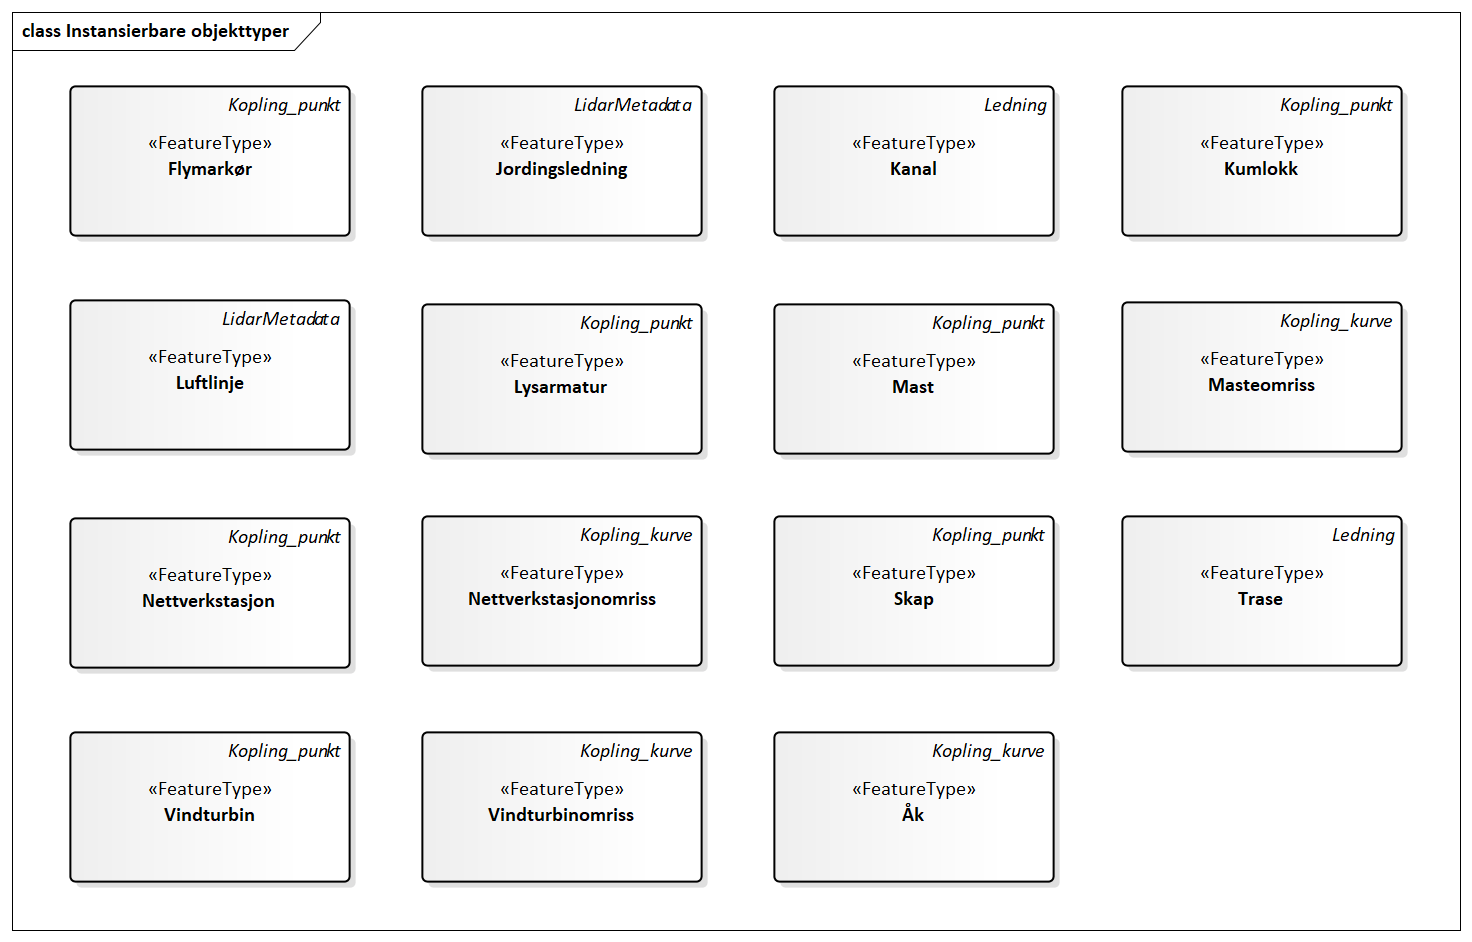 class Instansierbare objekttyper
Kopling_punkt
«FeatureType»
Flymarkør
LidarMetadata
«FeatureType»
Jordingsledning
Ledning
«FeatureType»
Kanal
Kopling_punkt
«FeatureType»
Kumlokk
LidarMetadata
«FeatureType»
Luftlinje
Kopling_punkt
«FeatureType»
Lysarmatur
Kopling_punkt
«FeatureType»
Mast
Kopling_kurve
«FeatureType»
Masteomriss
Kopling_punkt
«FeatureType»
Nettverkstasjon
Kopling_kurve
«FeatureType»
Nettverkstasjonomriss
Kopling_punkt
«FeatureType»
Skap
Ledning
«FeatureType»
Trase
Kopling_punkt
«FeatureType»
Vindturbin
Kopling_kurve
«FeatureType»
Vindturbinomriss
Kopling_kurve
«FeatureType»
Åk